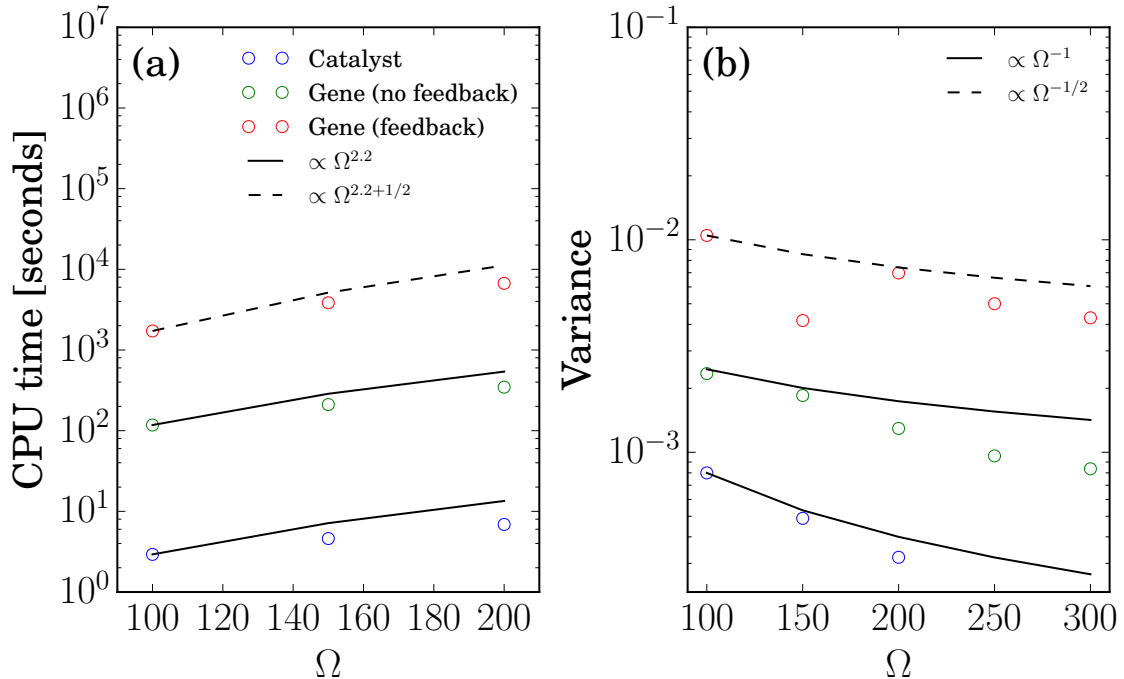 (a)
Catalyst
Gene (no feedback)
Gene (feedback)
∝ Ω^{2.2}
∝ Ω^{2.2+1/2}
CPU time [seconds]
10^7
10^6
10^5
10^4
10^3
10^2
10^1
10^0
100 120 140 160 180 200
Ω
(b)
∝ Ω^{−1}
∝ Ω^{−1/2}
Variance
10^{−1}
10^{−2}
10^{−3}
100 150 200 250 300
Ω